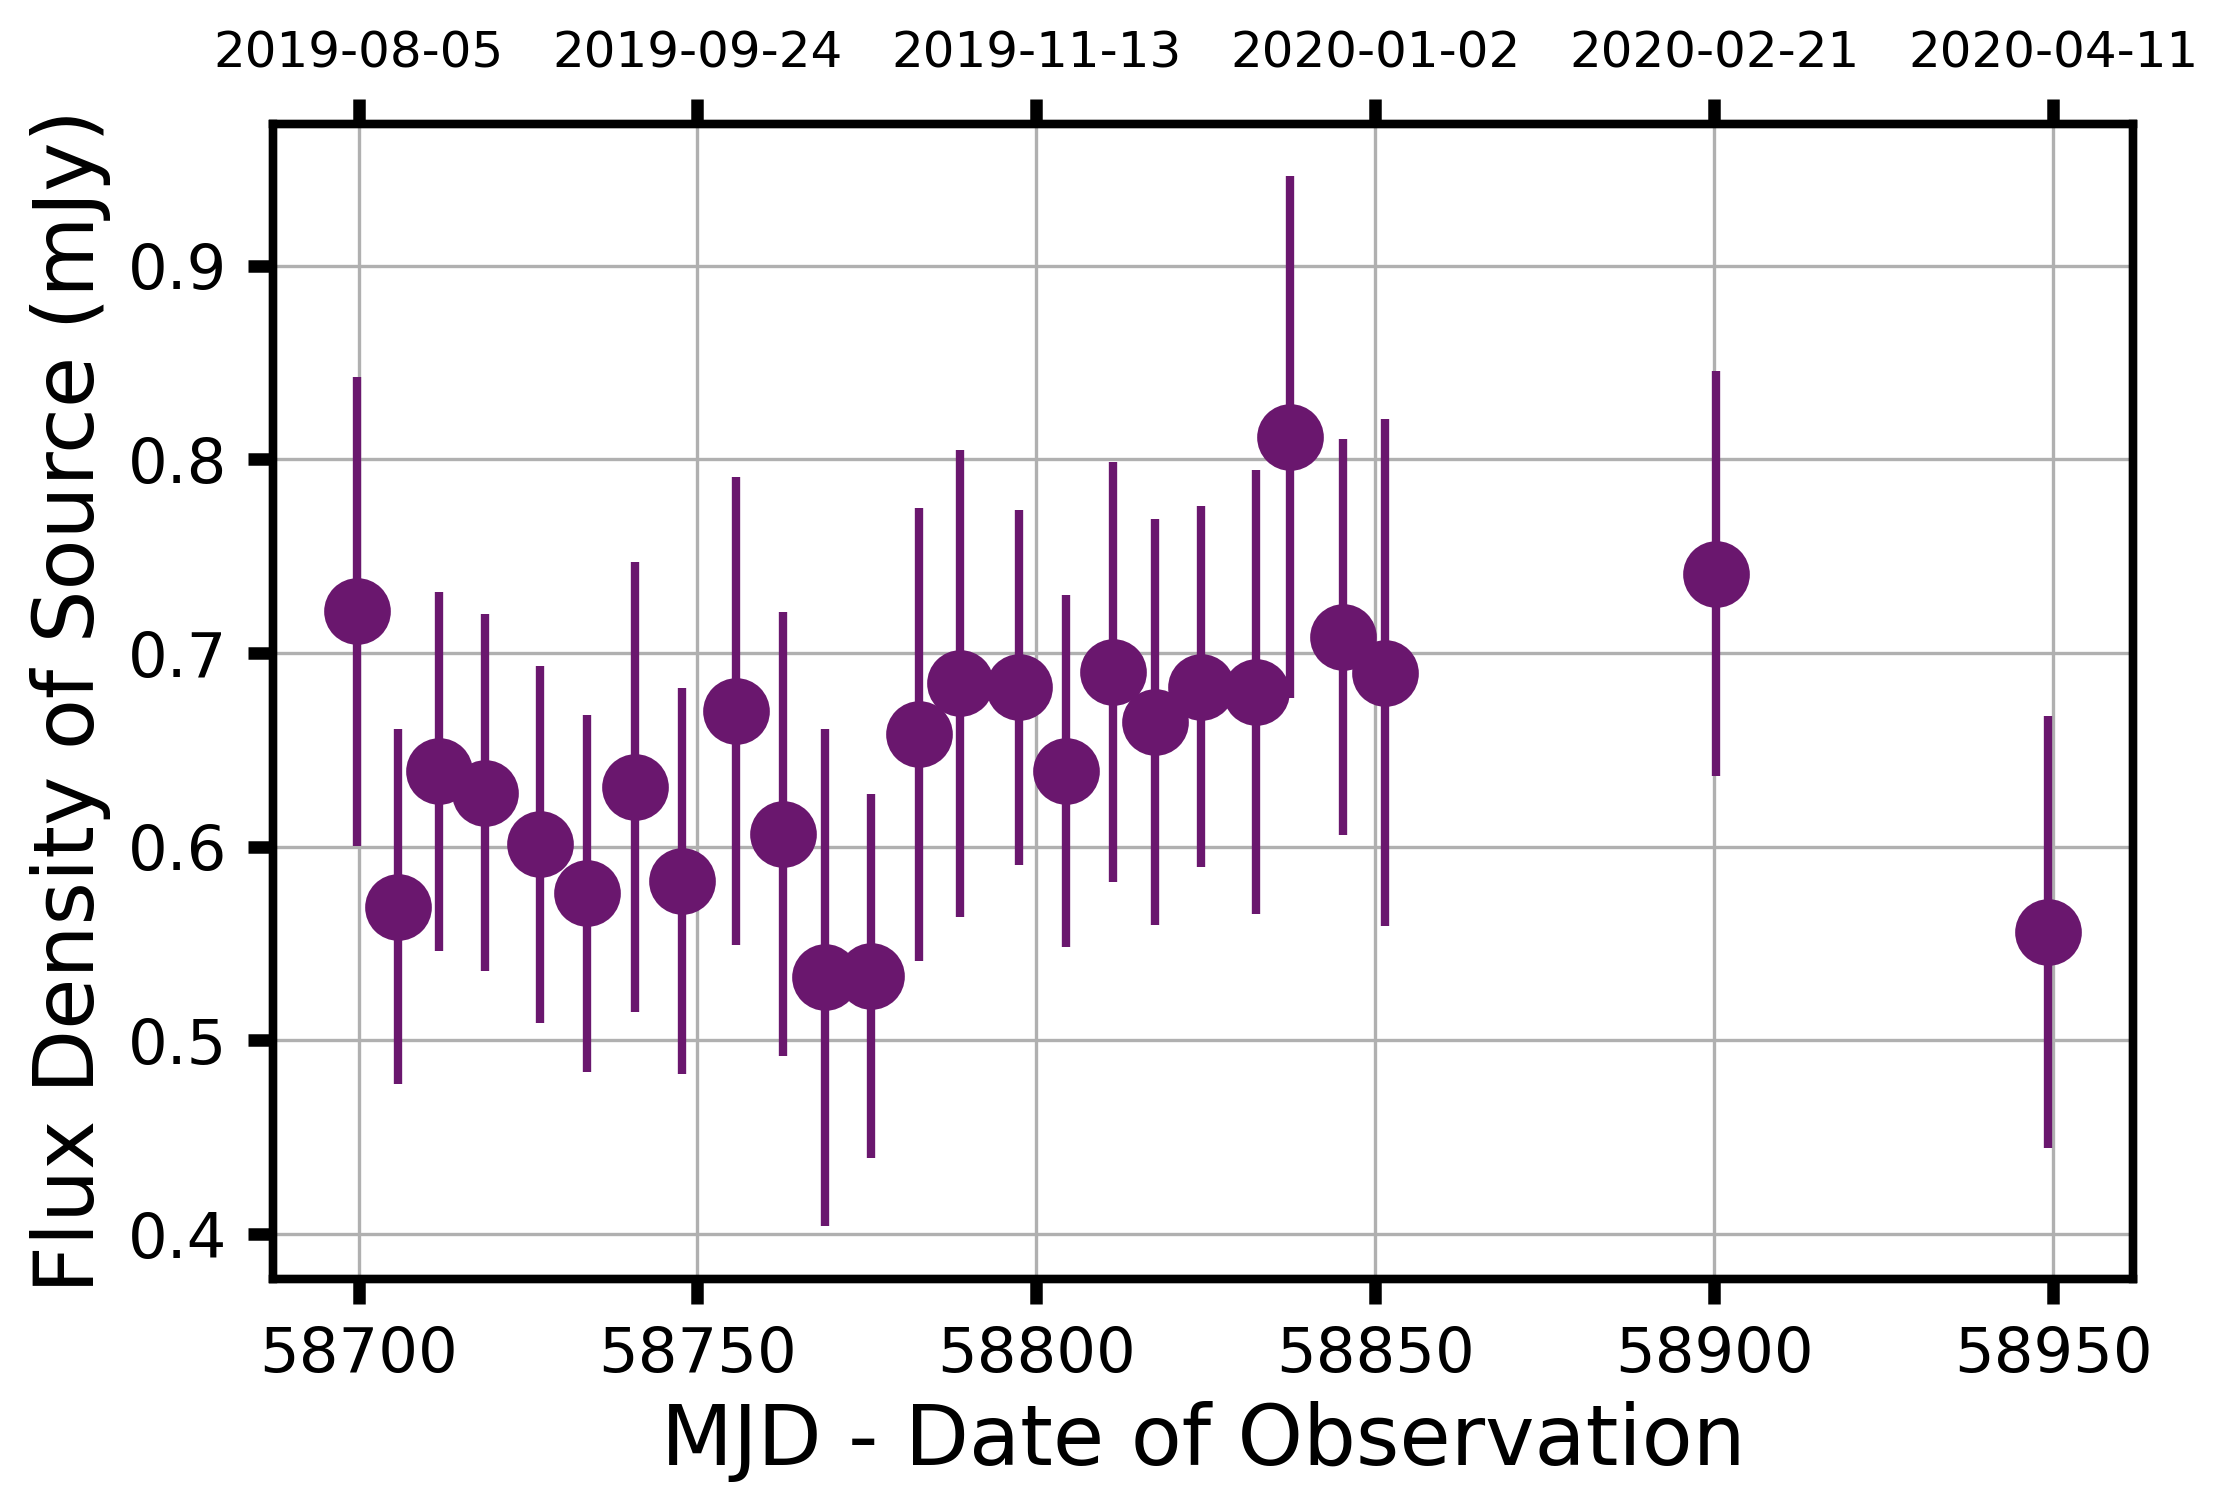 2019-08-05 2019-09-24 2019-11-13 2020-01-02 2020-02-21 2020-04-11
Flux Density of Source (mJy)
0.9
0.8
0.7
0.6
0.5
0.4
58700 58750 58800 58850 58900 58950
MJD - Date of Observation